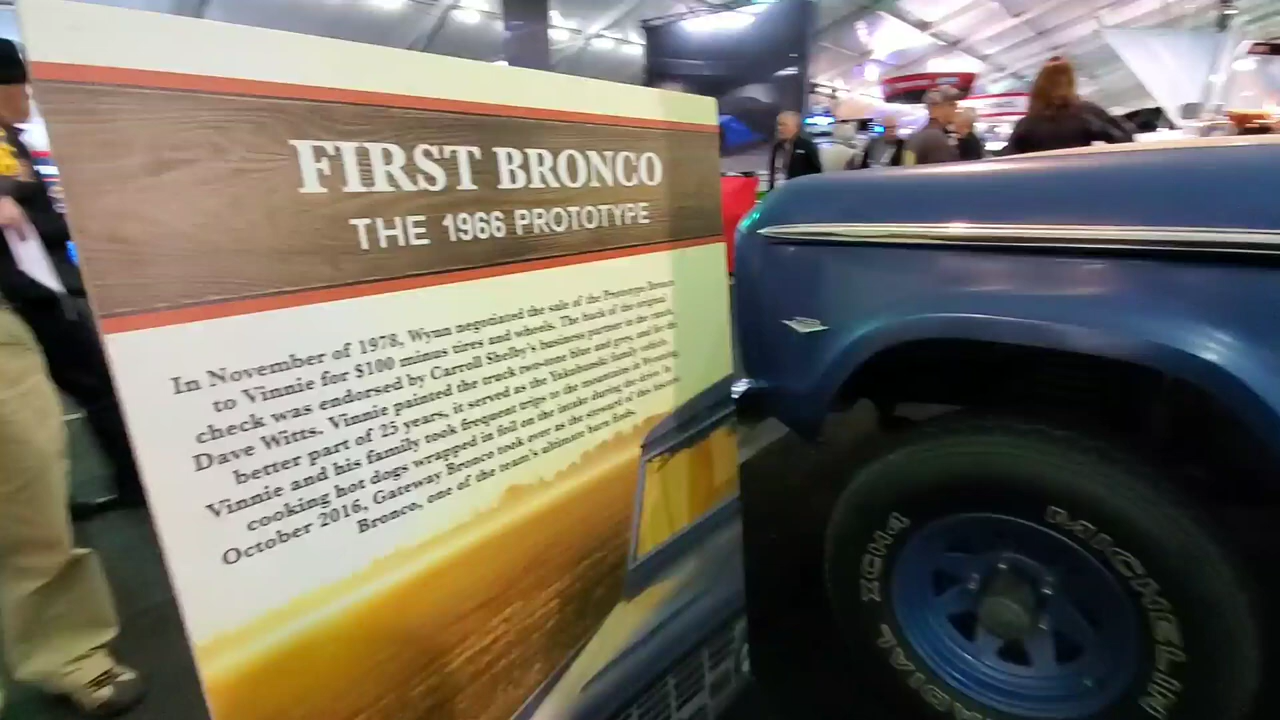 FIRST BRONCO
THE 1966 PROTOTYPE
In November of 1978, Wynn negotiated the sale of the Prototype Bronco
to Vinnie for $100 minus tires and wheels. The back of the original
check was endorsed by Carroll Shelby's business partner at the time,
Dave Witts. Vinnie painted the truck two-tone blue and grey, and for the
better part of 25 years, it served as the Yakubanski family vehicle.
Vinnie and his family took frequent trips to the mountains in
cooking hot dogs wrapped in foil on the intake during the drive. In
October 2016, Gateway Bronco took over as the steward of this historic
Bronco, one of the team's ultimate barn finds.
MICHELIN
RADIAL
XCH4